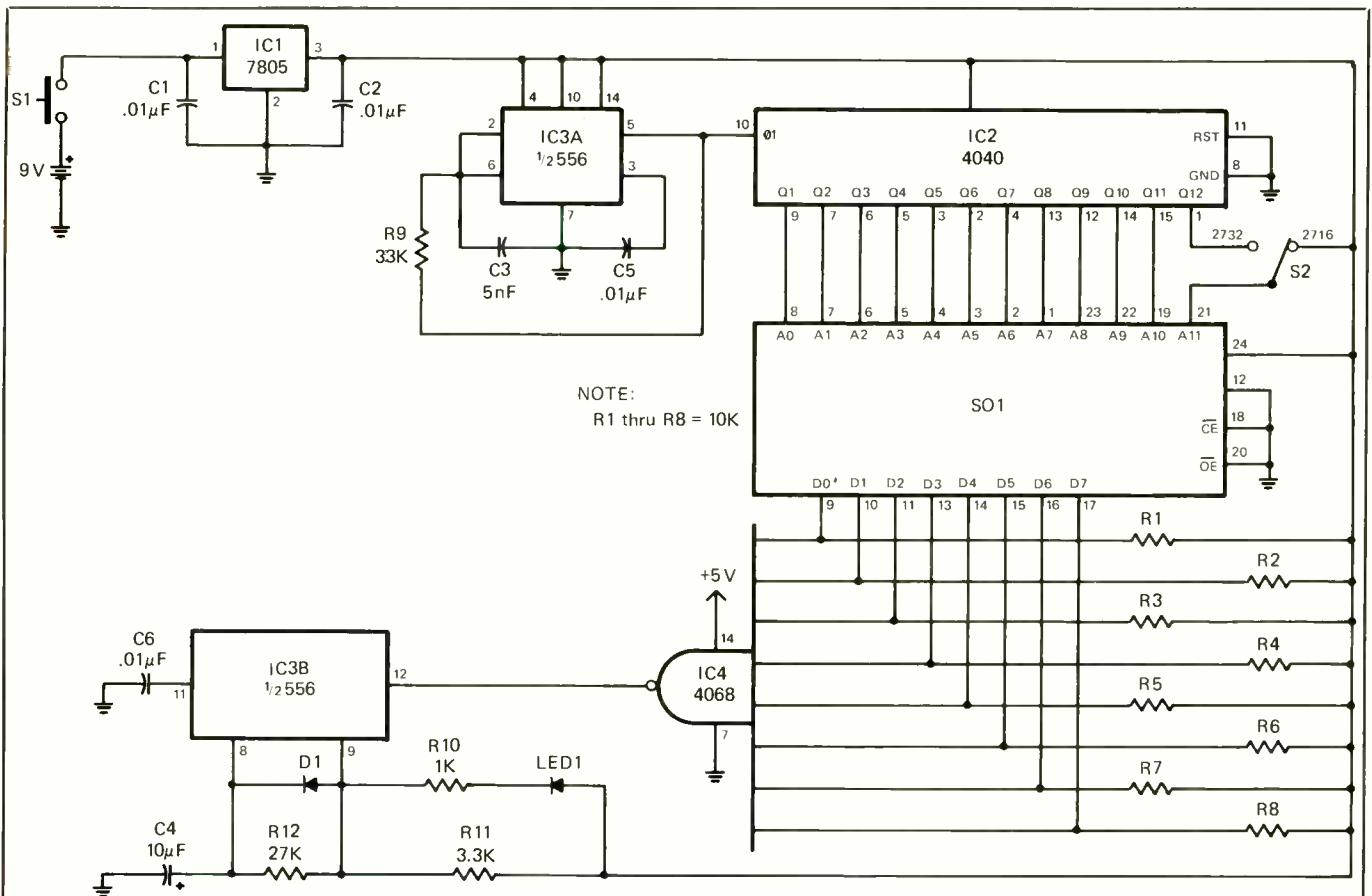 IC1
7805
1
3
2
C1
.01µF
C2
.01µF
S1
9V
+
4
10
14
IC3A
1/2 556
2
6
5
3
7
R9
33K
C3
5nF
C5
.01µF
10
Ø1
IC2
4040
RST
11
GND
8
Q1
Q2
Q3
Q4
Q5
Q6
Q7
Q8
Q9
Q10
Q11
Q12
9
7
6
5
3
2
4
13
12
14
15
1
2732
2716
S2
8
7
6
5
4
3
2
1
23
22
19
21
A0
A1
A2
A3
A4
A5
A6
A7
A8
A9
A10
A11
SO1
24
12
18
CE
20
OE
NOTE:
R1 thru R8 = 10K
D0
D1
D2
D3
D4
D5
D6
D7
9
10
11
13
14
15
16
17
R1
R2
R3
R4
R5
R6
R7
R8
+5V
14
IC4
4068
7
C6
.01µF
11
IC3B
1/2 556
12
8
9
D1
R10
1K
LED1
C4
10µF
+
R12
27K
R11
3.3K